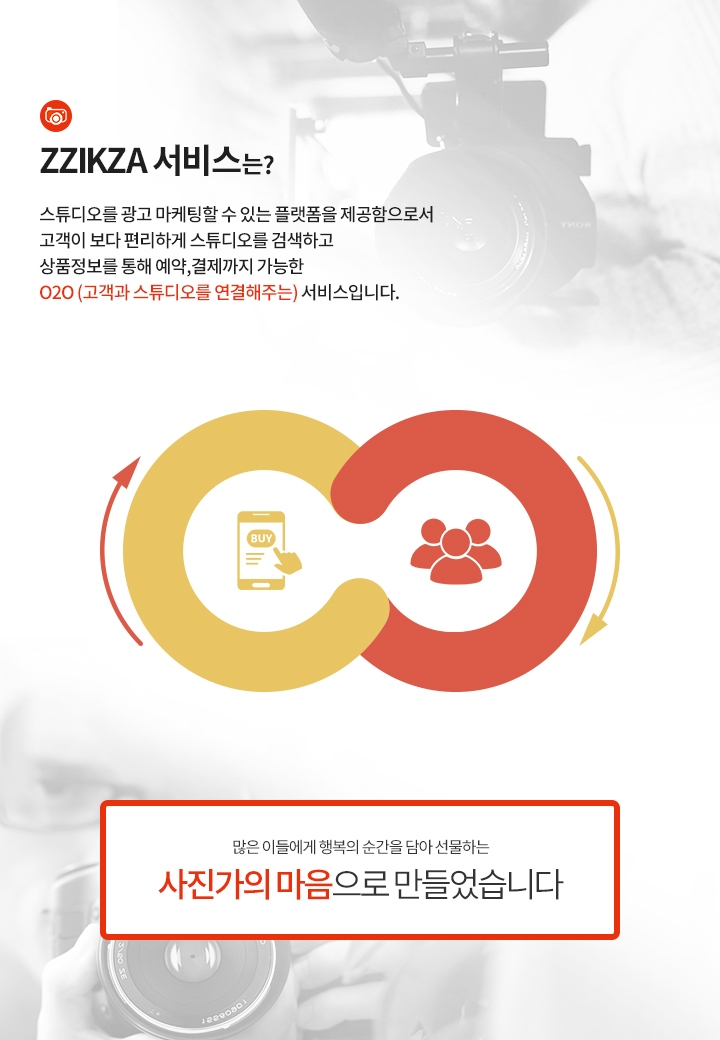 ZZIKZA 서비스는?
스튜디오를 광고 마케팅할 수 있는 플랫폼을 제공함으로서
고객이 보다 편리하게 스튜디오를 검색하고
상품정보를 통해 예약,결제까지 가능한
O2O (고객과 스튜디오를 연결해주는) 서비스입니다.
BUY
많은 이들에게 행복의 순간을 담아 선물하는
사진가의 마음으로 만들었습니다